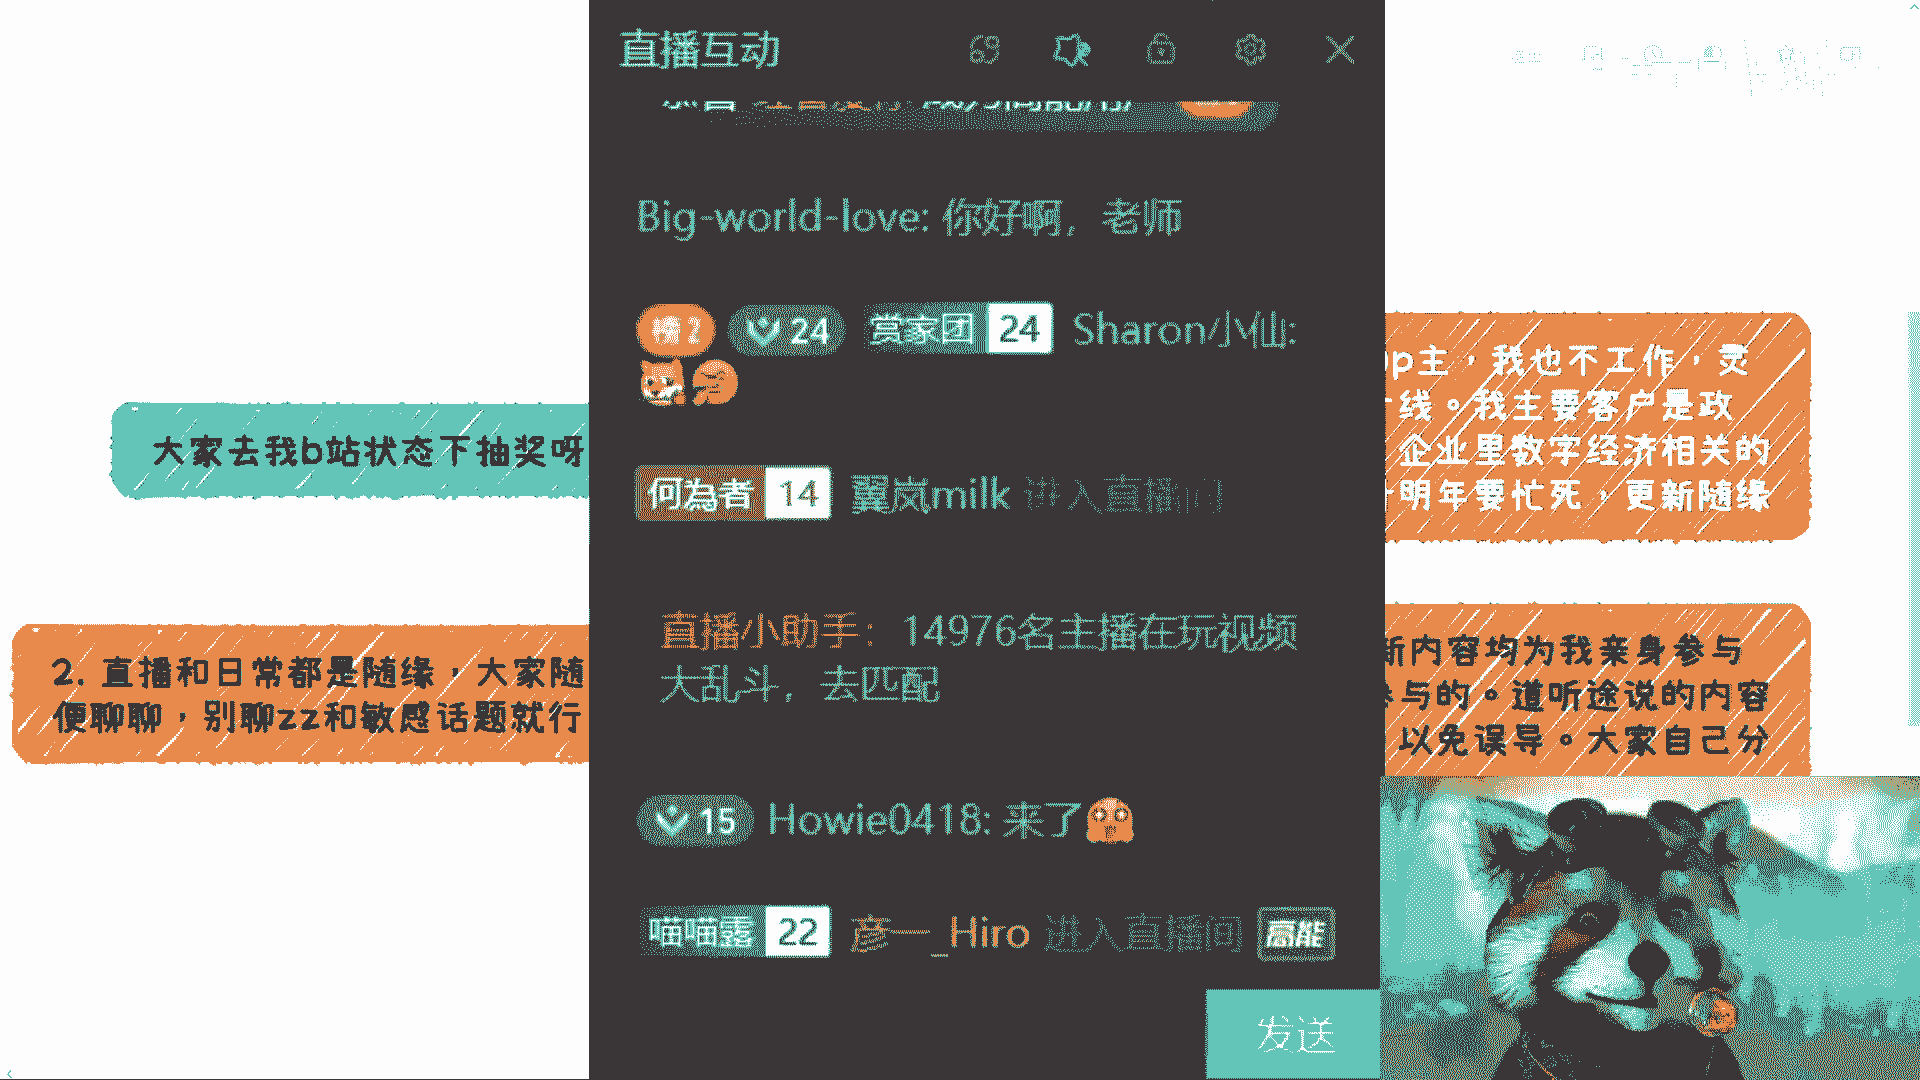 直播互动
Big-world-love: 你好啊，老师
榜2 24 赏家团 24 Sharon小仙:
何為者 14 翼岚milk 进入直播间
直播小助手：14976名主播在玩视频
大乱斗，去匹配
15 Howie0418: 来了
喵喵露 22 彦一_Hiro 进入直播间 高能
发送
大家去我b站状态下抽奖呀
2. 直播和日常都是随缘，大家随
便聊聊，别聊zz和敏感话题就行
p主，我也不工作，灵
线。我主要客户是政
企业里数字经济相关的
明年要忙死，更新随缘
新内容均为我亲身参与
参与的。道听途说的内容
以免误导。大家自己分